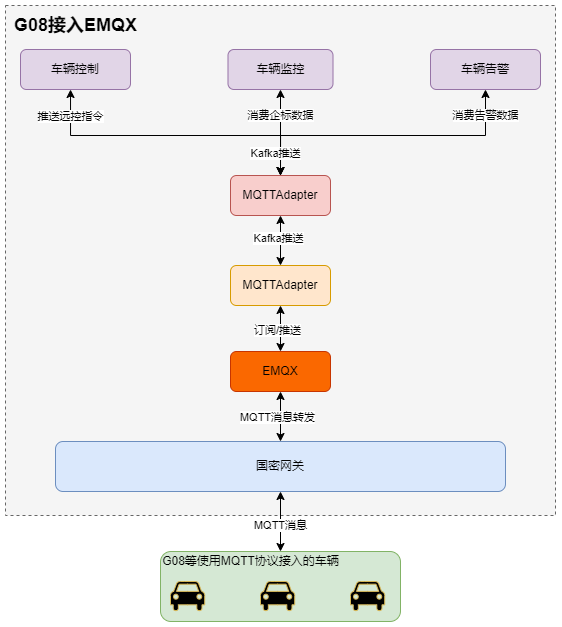 G08接入EMQX
车辆控制
车辆监控
车辆告警
推送远控指令
消费企标数据
消费告警数据
Kafka推送
MQTTAdapter
Kafka推送
MQTTAdapter
订阅/推送
EMQX
MQTT消息转发
国密网关
MQTT消息
G08等使用MQTT协议接入的车辆